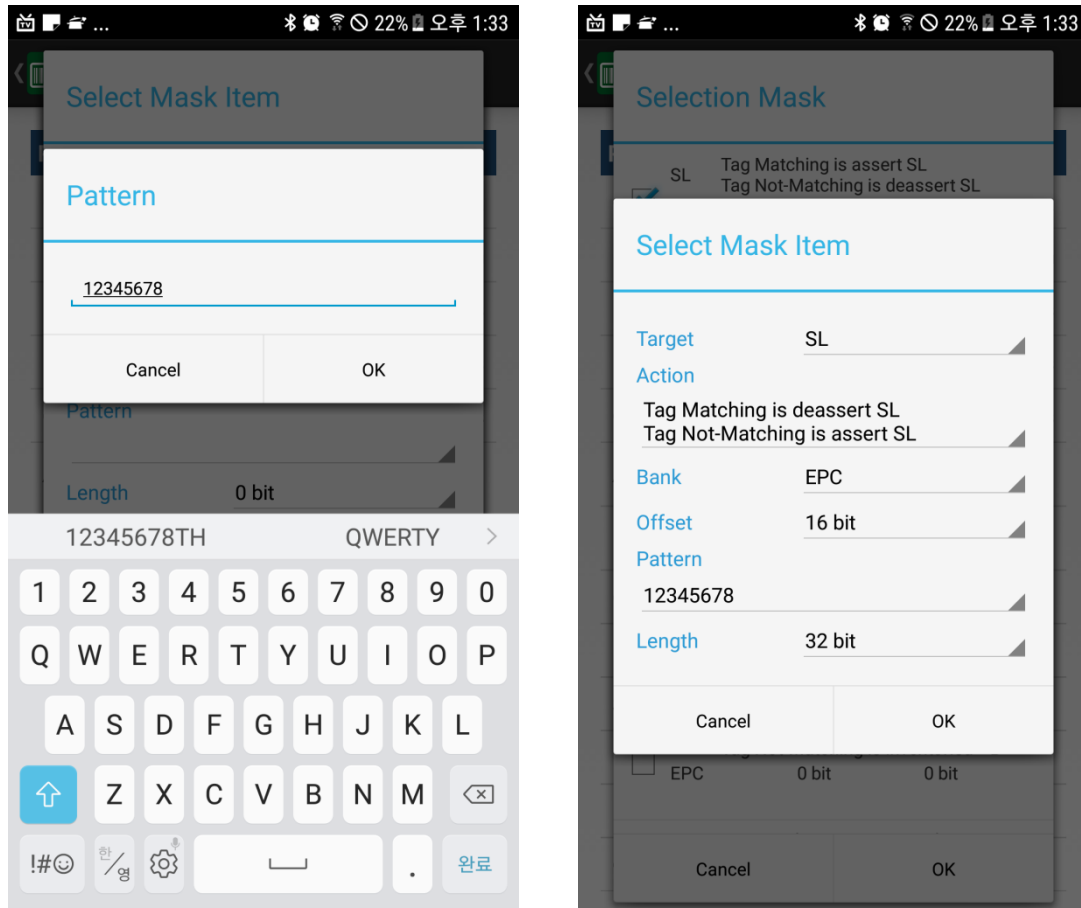 ... 22% 오후 1:33
Select Mask Item
Pattern
12345678
Cancel OK
Pattern
Length 0 bit
12345678TH QWERTY >
1 2 3 4 5 6 7 8 9 0
Q W E R T Y U I O P
A S D F G H J K L
Z X C V B N M
!#☺ 한/영 . 완료
... 22% 오후 1:33
Selection Mask
SL Tag Matching is assert SL
Tag Not-Matching is deassert SL
Select Mask Item
Target SL
Action
Tag Matching is deassert SL
Tag Not-Matching is assert SL
Bank EPC
Offset 16 bit
Pattern
12345678
Length 32 bit
Cancel OK
EPC 0 bit 0 bit
Cancel OK